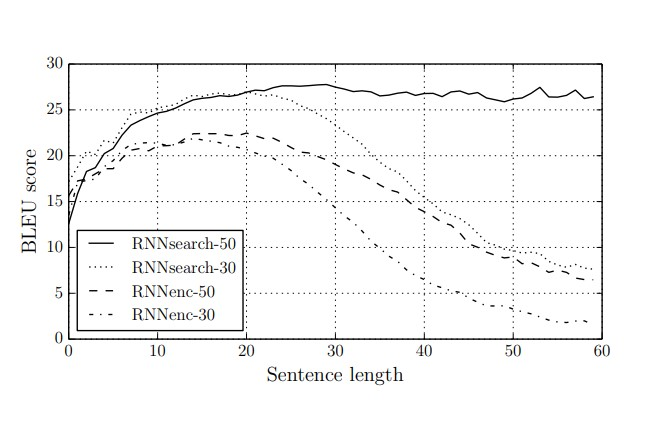 30
25
20
15
10
5
0
BLEU score
RNNsearch-50
RNNsearch-30
RNNenc-50
RNNenc-30
0 10 20 30 40 50 60
Sentence length